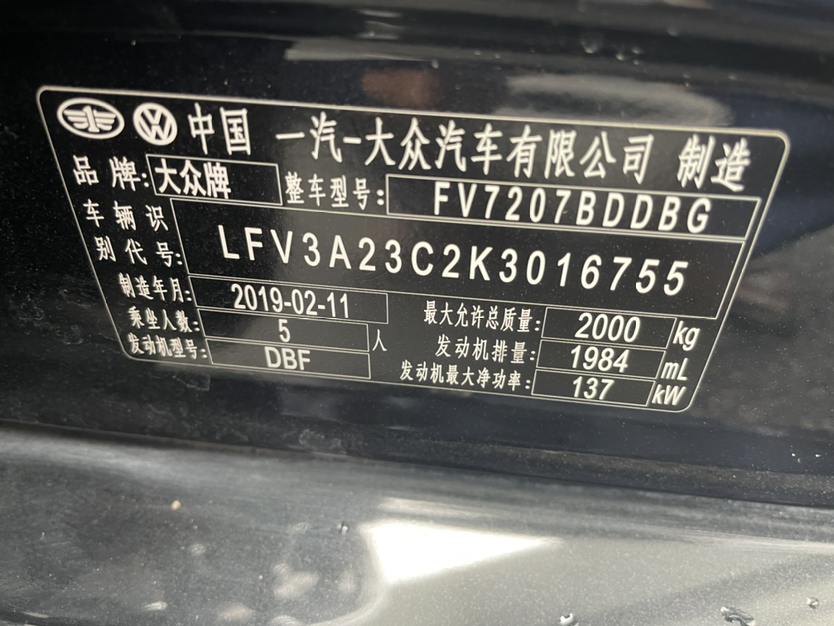 中国 一汽-大众汽车有限公司 制造
品牌: 大众牌 整车型号: FV7207BDDBG
车辆识别代号: LFV3A23C2K3016755
制造年月: 2019-02-11 最大允许总质量: 2000 kg
乘坐人数: 5 人 发动机排量: 1984 mL
发动机型号: DBF 发动机最大净功率: 137 kW